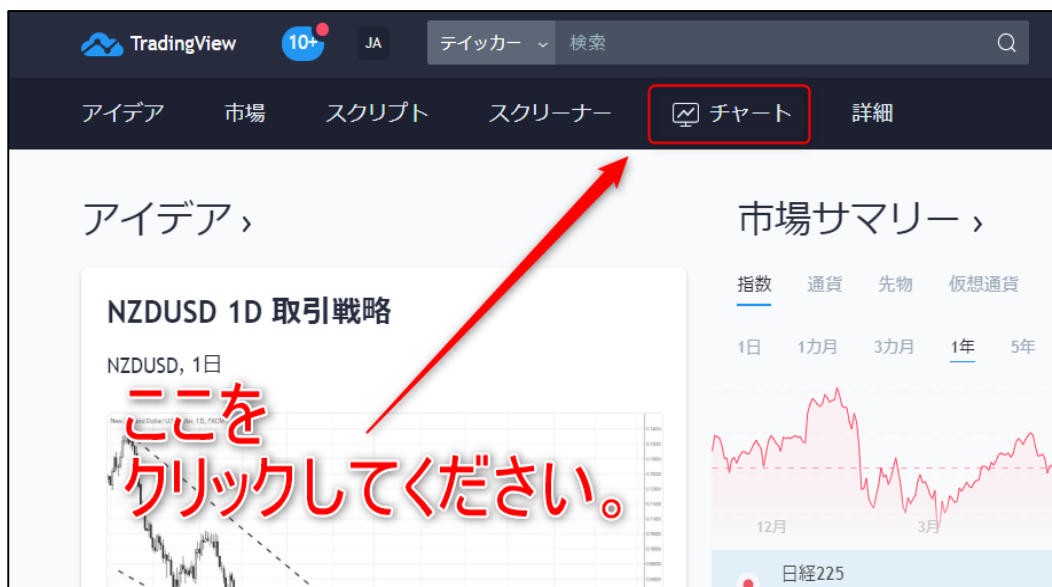 TradingView 10+ JA テイッカー 検索
アイデア 市場 スクリプト スクリーナー チャート 詳細
アイデア ›
NZDUSD 1D 取引戦略
NZDUSD, 1日
ここを
クリックしてください。
市場サマリー ›
指数 通貨 先物 仮想通貨
1日 1カ月 3カ月 1年 5年
12月 3月
日経225